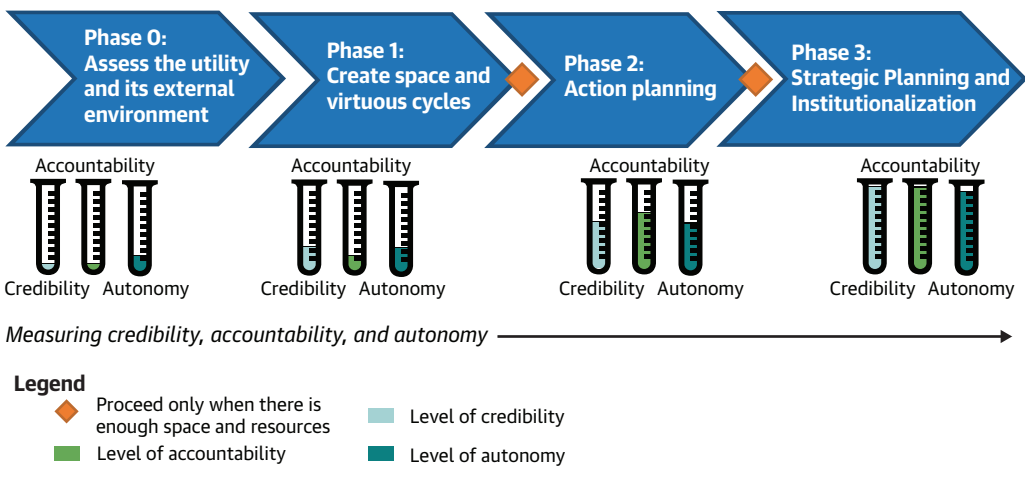 Phase 0:
Assess the utility
and its external
environment
Phase 1:
Create space and
virtuous cycles
Phase 2:
Action planning
Phase 3:
Strategic Planning and
Institutionalization
Accountability
Credibility Autonomy
Accountability
Credibility Autonomy
Accountability
Credibility Autonomy
Accountability
Credibility Autonomy
Measuring credibility, accountability, and autonomy
Legend
Proceed only when there is
enough space and resources
Level of accountability
Level of credibility
Level of autonomy